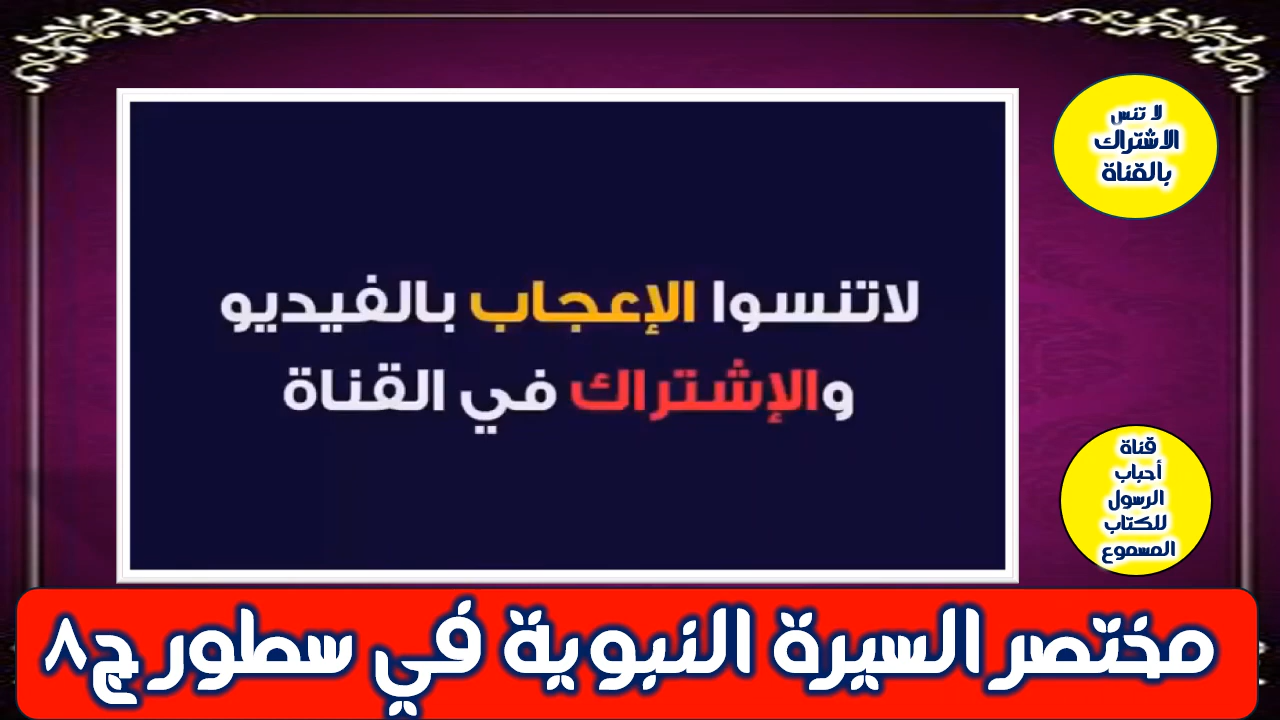 لا تنس
الاشتراك
بالقناة
لاتنسوا الإعجاب بالفيديو
والإشتراك في القناة
قناة
أحباب
الرسول
للكتاب
المسموع
مختصر السيرة النبوية في سطور ج٨